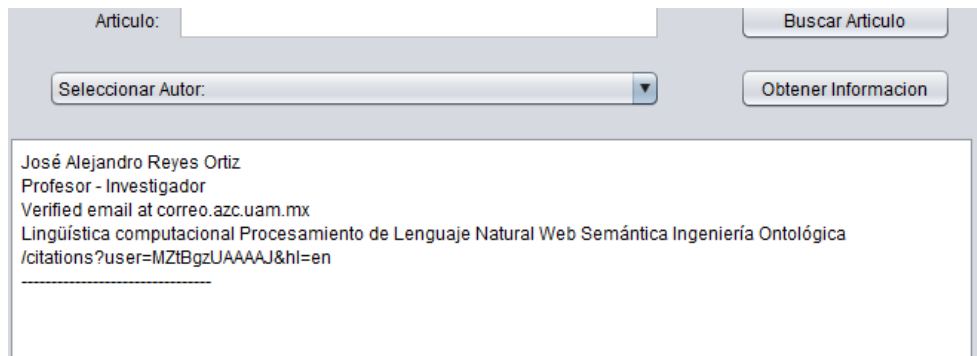 Articulo:
Buscar Articulo
Seleccionar Autor:
Obtener Informacion
José Alejandro Reyes Ortiz
Profesor - Investigador
Verified email at correo.azc.uam.mx
Lingüística computacional Procesamiento de Lenguaje Natural Web Semántica Ingeniería Ontológica
/citations?user=MZtBgzUAAAAJ&hl=en
--------------------------------